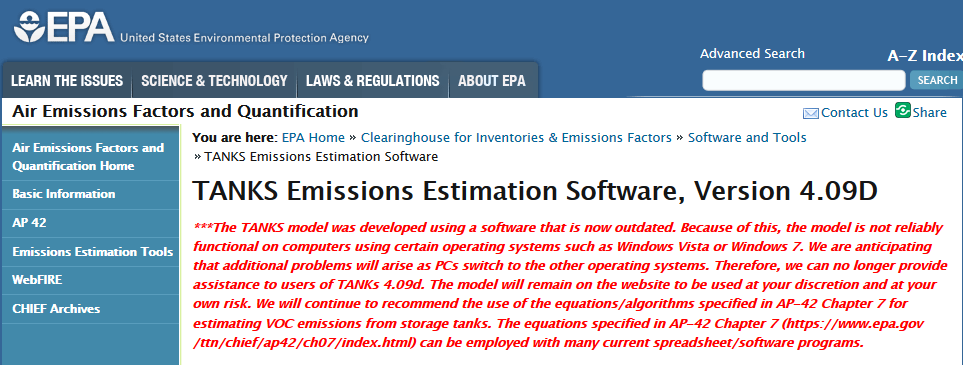 EPA United States Environmental Protection Agency
Advanced Search
A-Z Index
LEARN THE ISSUES SCIENCE & TECHNOLOGY LAWS & REGULATIONS ABOUT EPA
SEARCH
Air Emissions Factors and Quantification
Contact Us Share
Air Emissions Factors and
Quantification Home
Basic Information
AP 42
Emissions Estimation Tools
WebFIRE
CHIEF Archives
You are here: EPA Home » Clearinghouse for Inventories & Emissions Factors » Software and Tools
» TANKS Emissions Estimation Software
TANKS Emissions Estimation Software, Version 4.09D
***The TANKS model was developed using a software that is now outdated. Because of this, the model is not reliably
functional on computers using certain operating systems such as Windows Vista or Windows 7. We are anticipating
that additional problems will arise as PCs switch to the other operating systems. Therefore, we can no longer provide
assistance to users of TANKs 4.09d. The model will remain on the website to be used at your discretion and at your
own risk. We will continue to recommend the use of the equations/algorithms specified in AP-42 Chapter 7 for
estimating VOC emissions from storage tanks. The equations specified in AP-42 Chapter 7 (https://www.epa.gov
/ttn/chief/ap42/ch07/index.html) can be employed with many current spreadsheet/software programs.